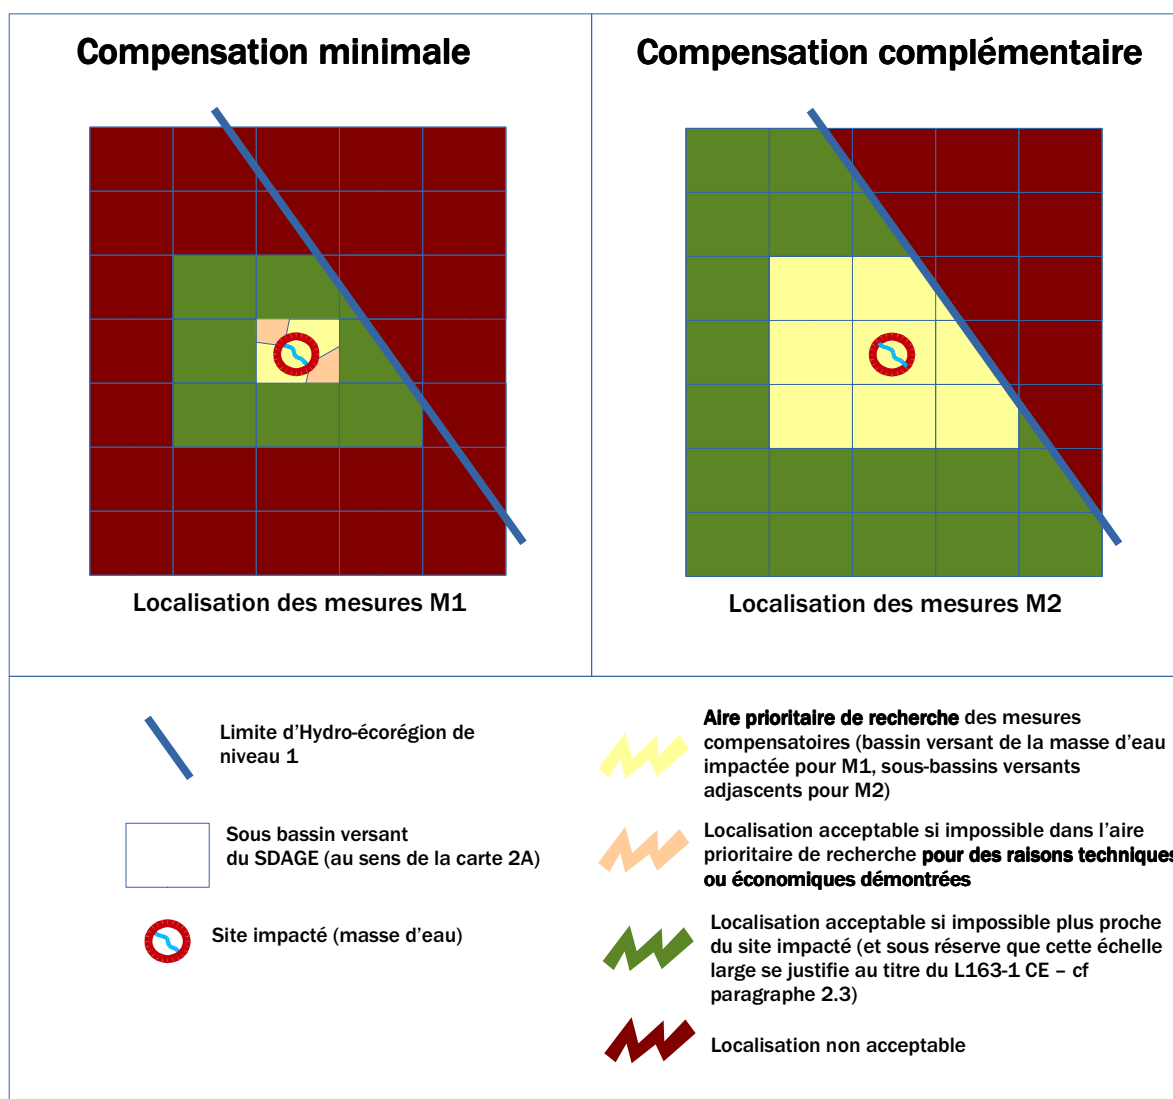 Compensation minimale
Compensation complémentaire
Localisation des mesures M1
Localisation des mesures M2
Limite d'Hydro-écorégion de
niveau 1
Sous bassin versant
du SDAGE (au sens de la carte 2A)
Site impacté (masse d'eau)
Aire prioritaire de recherche des mesures
compensatoires (bassin versant de la masse d'eau
impactée pour M1, sous-bassins versants
adjascents pour M2)
Localisation acceptable si impossible dans l'aire
prioritaire de recherche pour des raisons techniques
ou économiques démontrées
Localisation acceptable si impossible plus proche
du site impacté (et sous réserve que cette échelle
large se justifie au titre du L163-1 CE – cf
paragraphe 2.3)
Localisation non acceptable